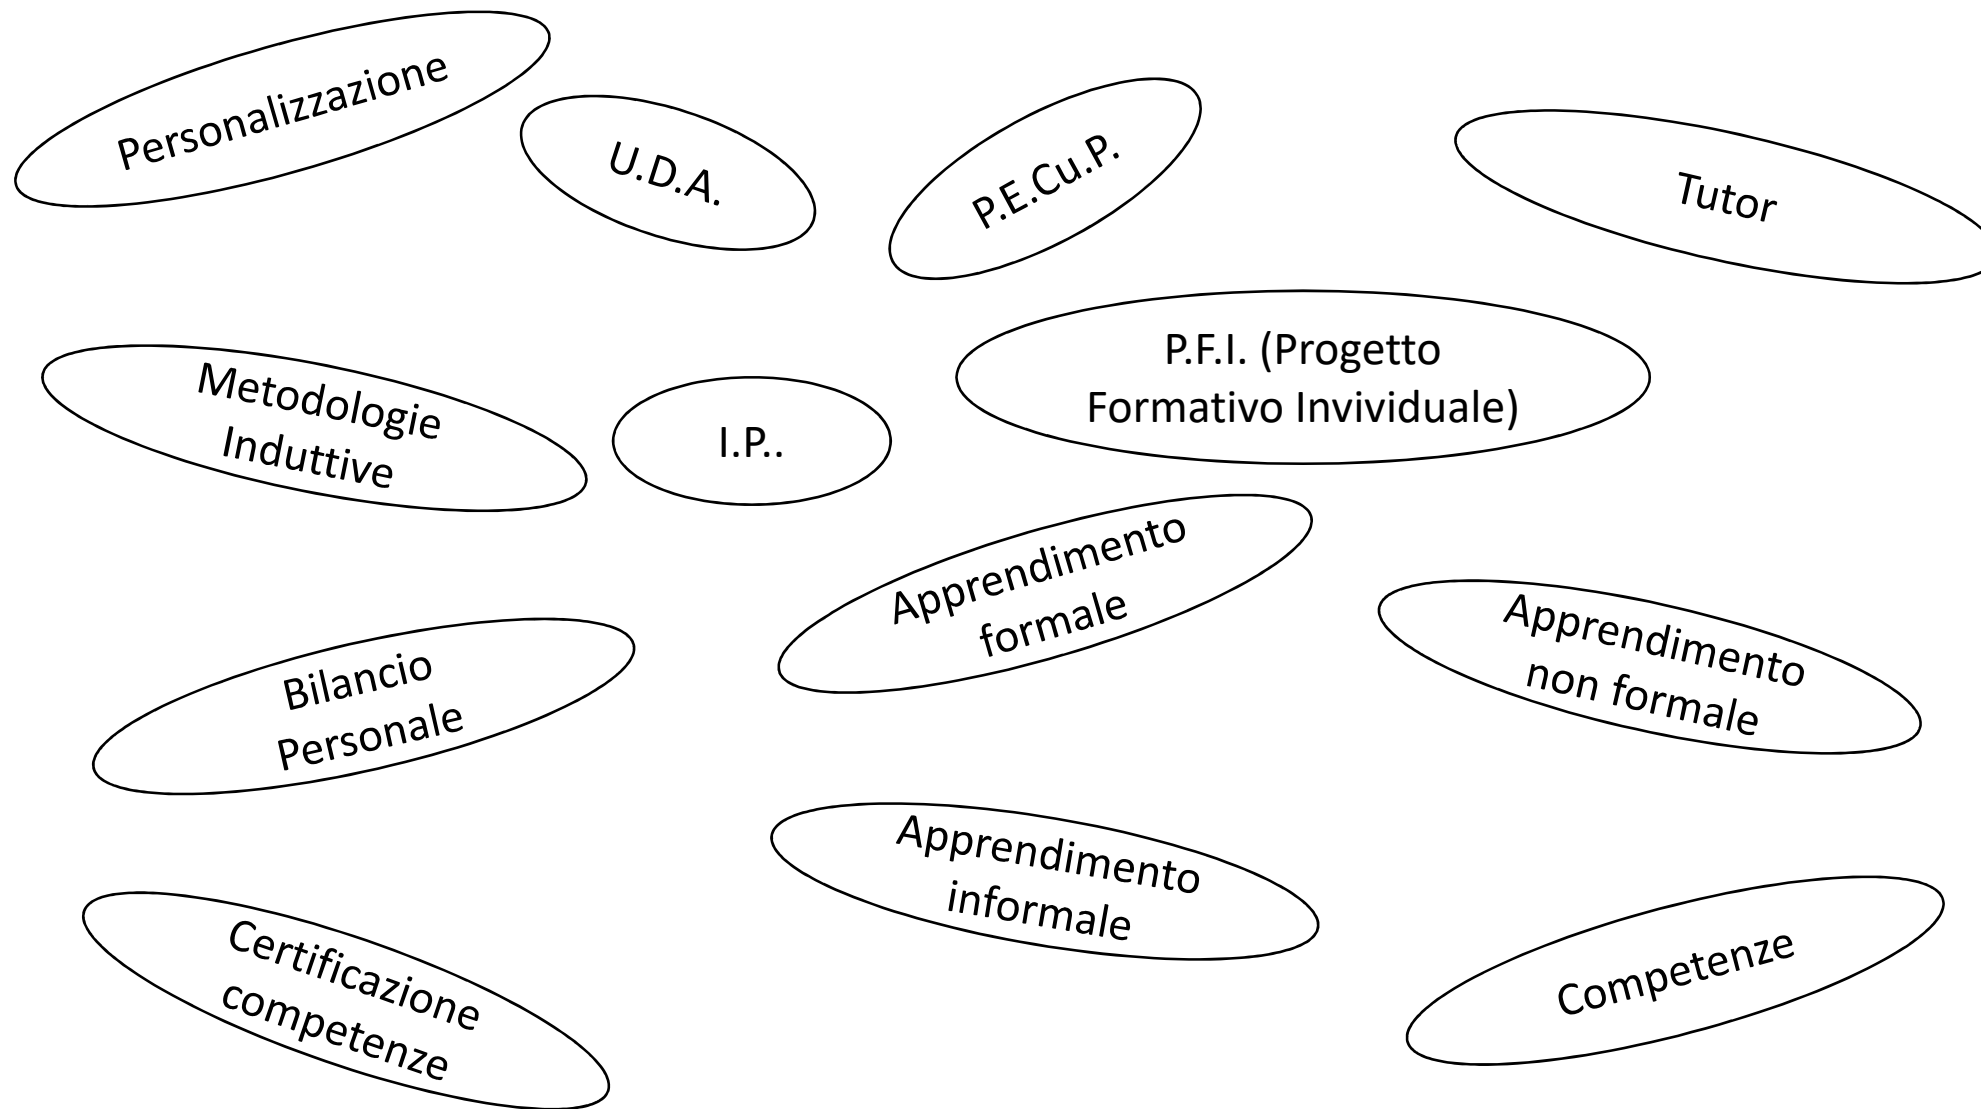 Personalizzazione
U.D.A.
P.E.Cu.P.
Tutor
Metodologie
Induttive
I.P..
P.F.I. (Progetto
Formativo Invividuale)
Apprendimento
formale
Apprendimento
non formale
Bilancio
Personale
Apprendimento
informale
Certificazione
competenze
Competenze